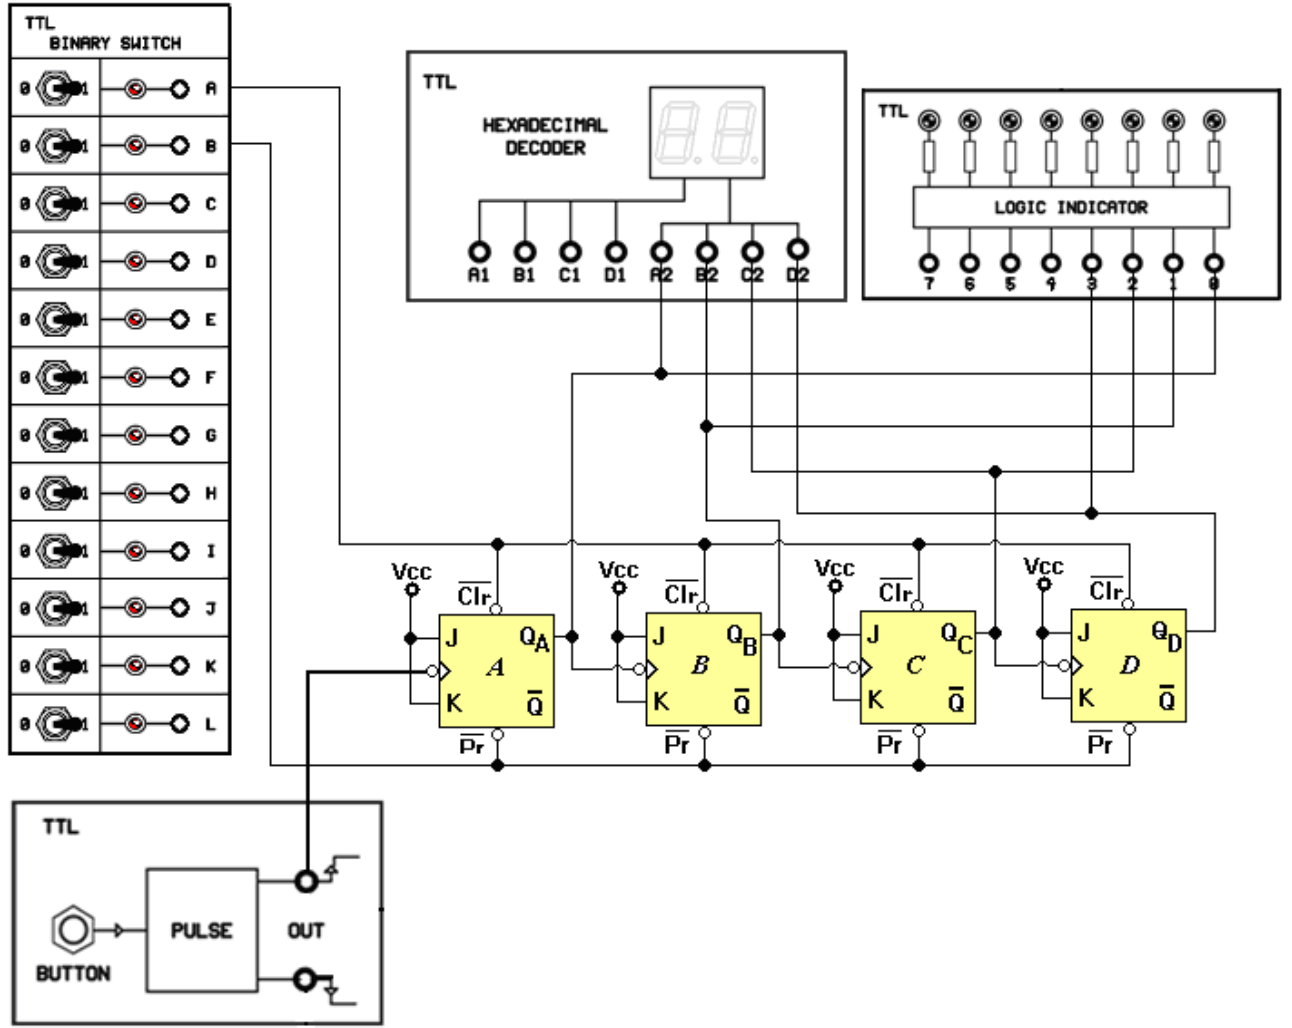 TTL
BINARY SWITCH
0 1 A
0 1 B
0 1 C
0 1 D
0 1 E
0 1 F
0 1 G
0 1 H
0 1 I
0 1 J
0 1 K
0 1 L
TTL
HEXADECIMAL
DECODER
A1 B1 C1 D1 A2 B2 C2 D2
TTL
LOGIC INDICATOR
7 6 5 4 3 2 1 0
Vcc Clr Vcc Clr Vcc Clr Vcc Clr
J QA J QB J QC J QD
A B C D
K Q̅ K Q̅ K Q̅ K Q̅
Pr Pr Pr Pr
TTL
PULSE
OUT
BUTTON